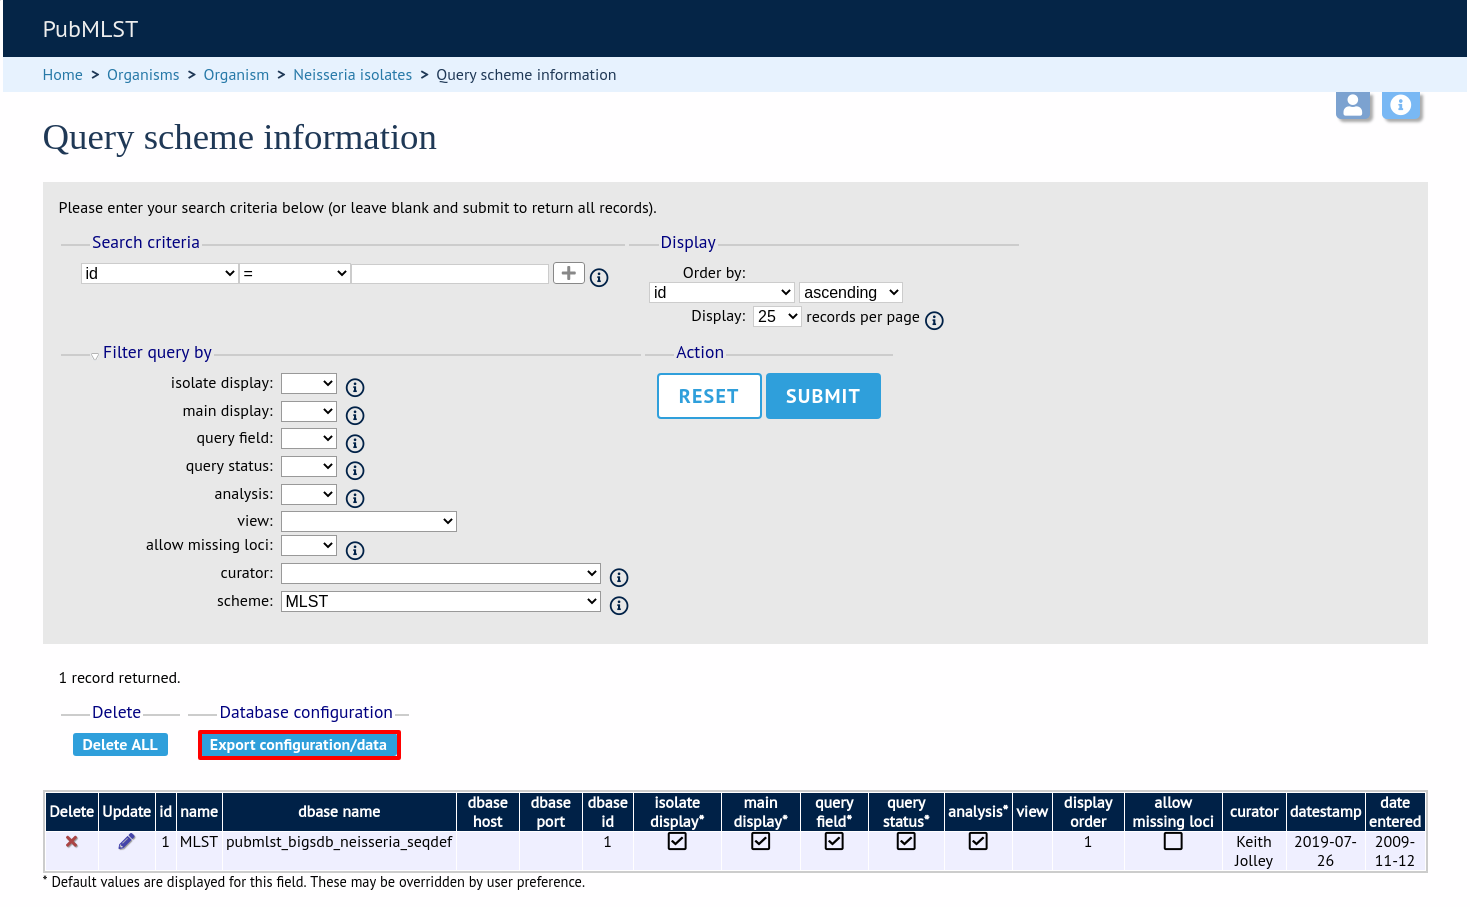 PubMLST
Home > Organisms > Organism > Neisseria isolates > Query scheme information
Query scheme information
Please enter your search criteria below (or leave blank and submit to return all records).
Search criteria
id = +
Display
Order by:
id ascending
Display: 25 records per page
Filter query by
isolate display:
main display:
query field:
query status:
analysis:
view:
allow missing loci:
curator:
scheme: MLST
Action
RESET SUBMIT
1 record returned.
Delete Database configuration
Delete ALL Export configuration/data
Delete Update id name dbase name dbase host dbase port dbase id isolate display* main display* query field* query status* analysis* view display order allow missing loci curator datestamp date entered
1 MLST pubmlst_bigsdb_neisseria_seqdef 1 1 Keith Jolley 2019-07-26 2009-11-12
* Default values are displayed for this field. These may be overridden by user preference.